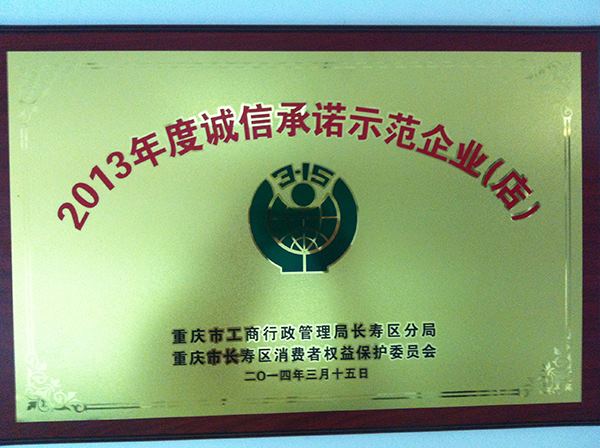 2013年度诚信承诺示范企业(店)
3·15
重庆市工商行政管理局长寿区分局
重庆市长寿区消费者权益保护委员会
二〇一四年三月十五日